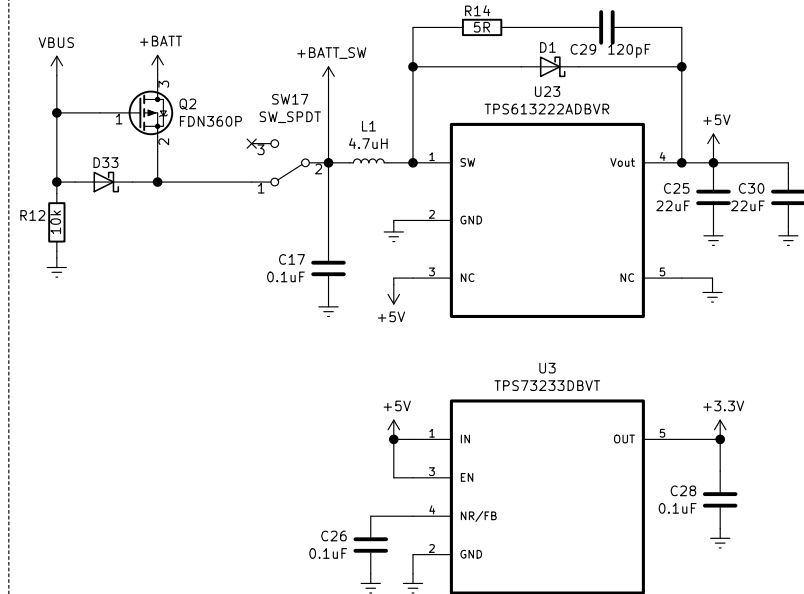 R14
5R
C29 120pF
VBUS
+BATT
+BATT_SW
D1
3
Q2
FDN360P
1
2
SW17
SW_SPDT
3
1
2
L1
4.7uH
U23
TPS613222ADBVR
1 SW
Vout 4
+5V
D33
R12
10k
2 GND
C25
22uF
C30
22uF
C17
0.1uF
3 NC
NC 5
+5V
U3
TPS73233DBVT
+5V
1 IN
OUT 5
+3.3V
3 EN
4 NR/FB
C28
0.1uF
C26
0.1uF
2 GND